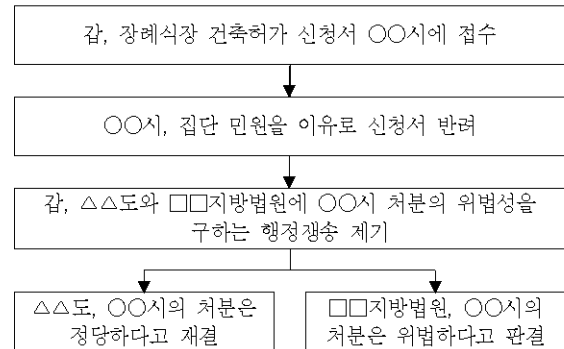 갑, 장례식장 건축허가 신청서 ○○시에 접수
○○시, 집단 민원을 이유로 신청서 반려
갑, △△도와 □□지방법원에 ○○시 처분의 위법성을
구하는 행정쟁송 제기
△△도, ○○시의 처분은
정당하다고 재결
□□지방법원, ○○시의
처분은 위법하다고 판결